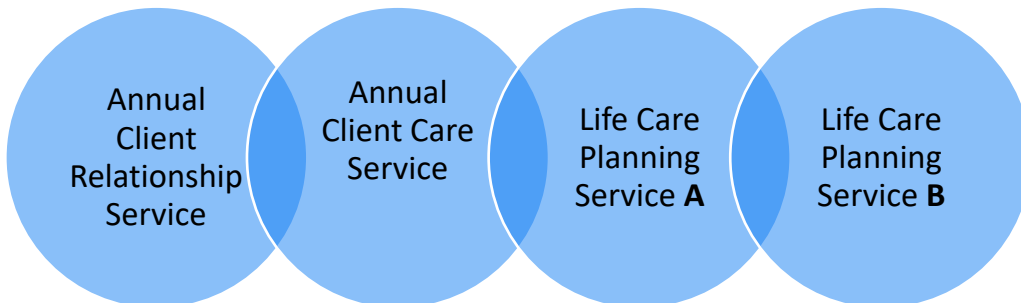 Annual
Client
Relationship
Service
Annual
Client Care
Service
Life Care
Planning
Service A
Life Care
Planning
Service B